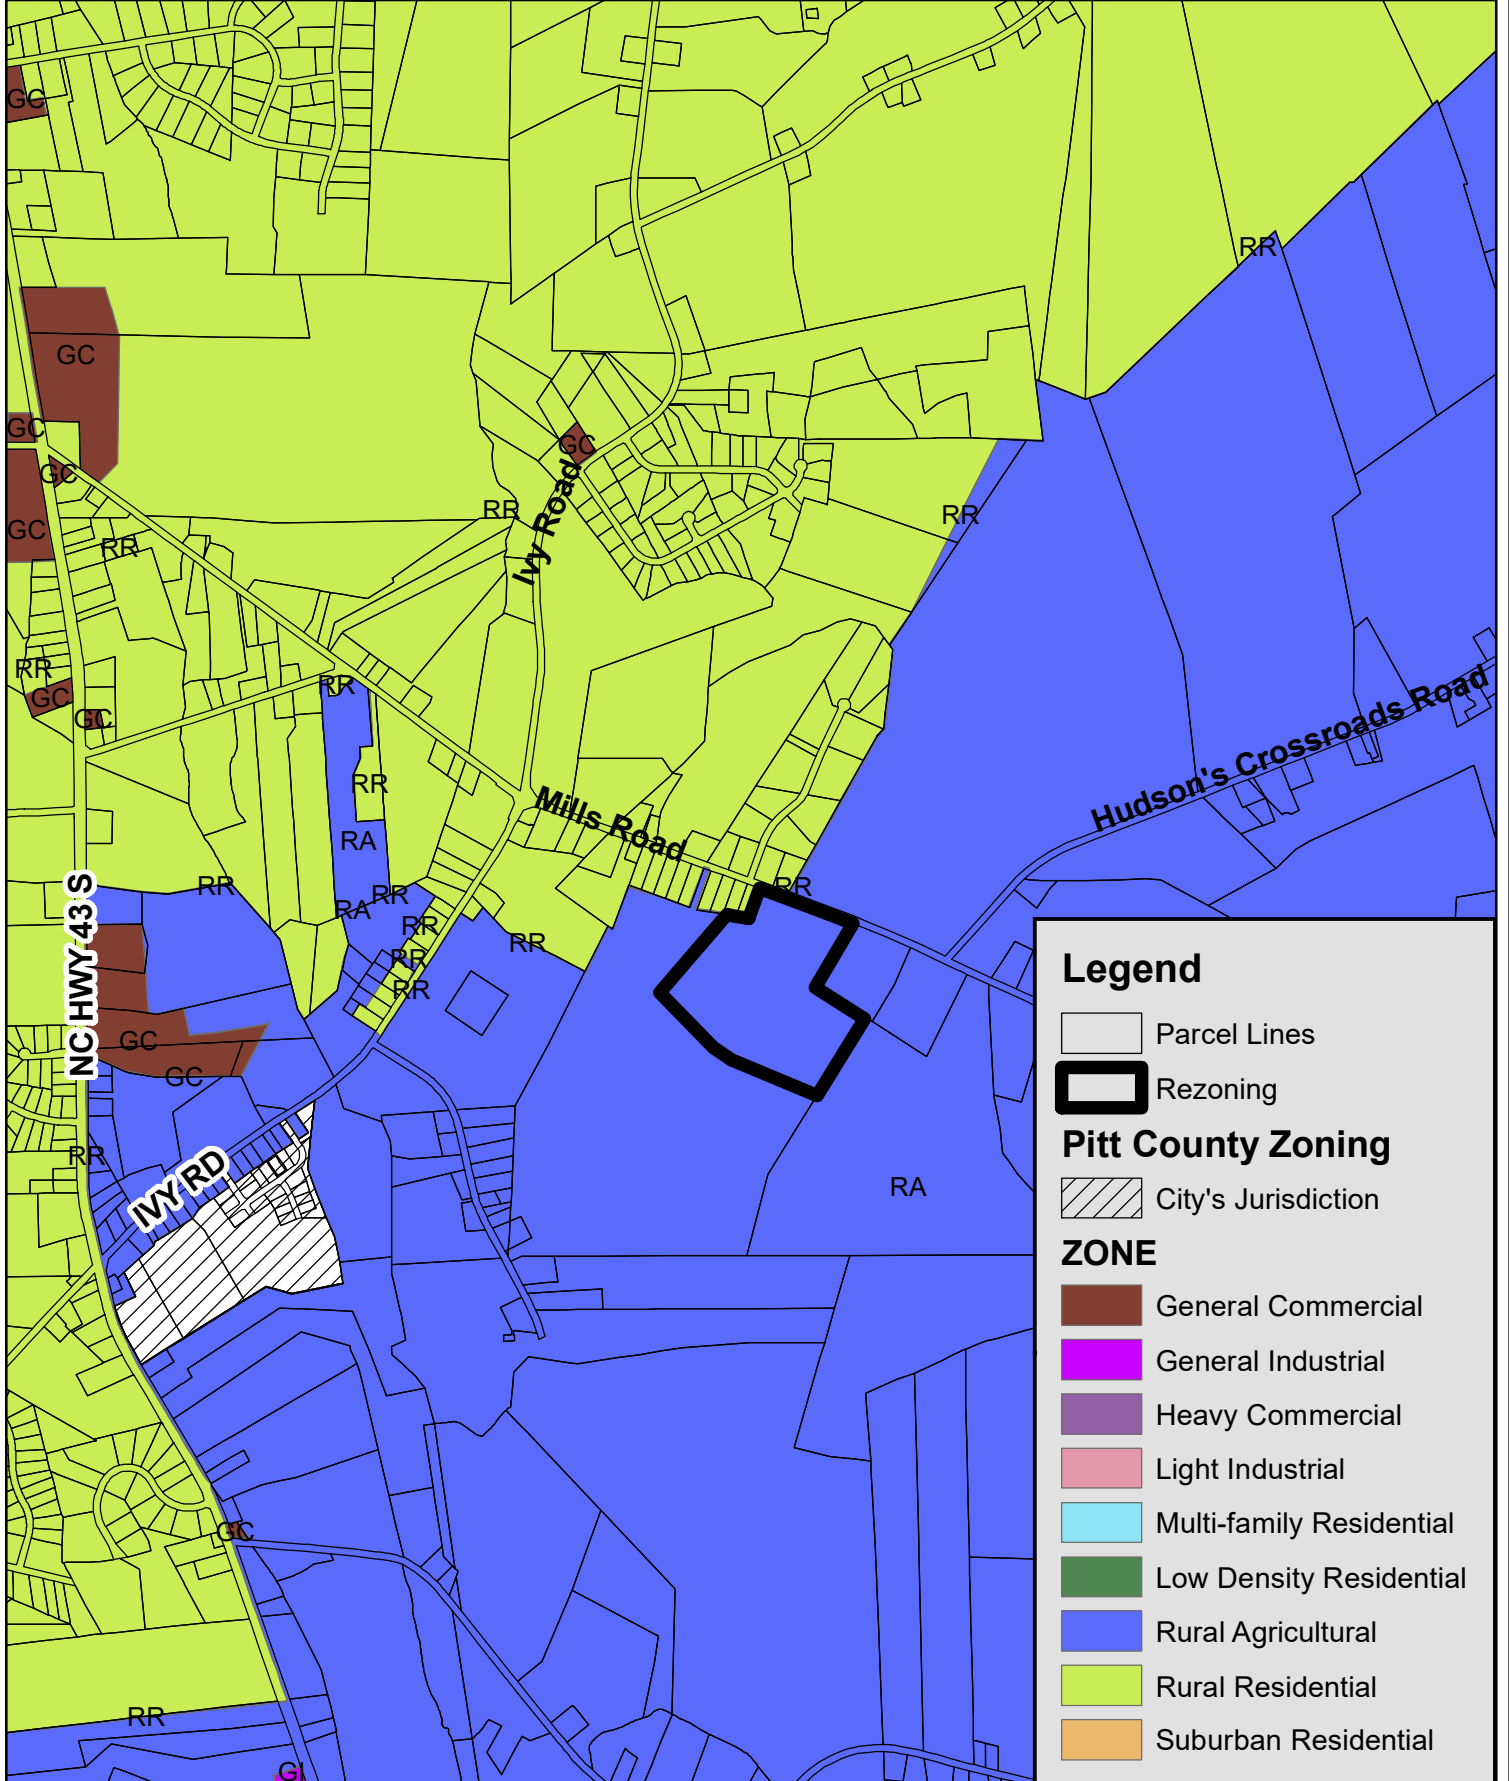 GC
RR
GC
GC
GC
GC
RR
Ivy Road
RR
GC
RR
RR
GC
RR
GC
Hudson's Crossroads Road
RR
Mills Road
RA
RR
RR
RR
RA
RR
RR
RR
RR
NC HWY 43 S
RR
GC
GC
RR
IVY RD
RA
GC
RR
GI
Legend
Parcel Lines
Rezoning
Pitt County Zoning
City's Jurisdiction
ZONE
General Commercial
General Industrial
Heavy Commercial
Light Industrial
Multi-family Residential
Low Density Residential
Rural Agricultural
Rural Residential
Suburban Residential